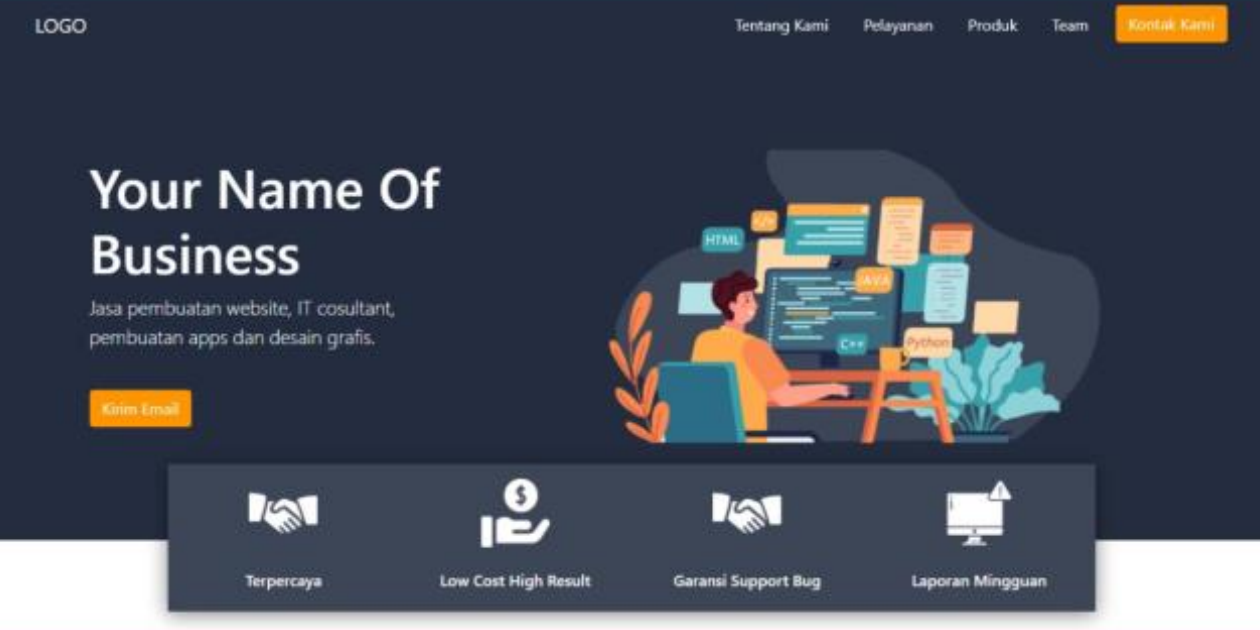 LOGO
Tentang Kami Pelayanan Produk Team Kontak Kami
Your Name Of
Business
Jasa pembuatan website, IT cosultant,
pembuatan apps dan desain grafis.
Kirim Email
</>
HTML
JAVA
C++
Python
Terpercaya Low Cost High Result Garansi Support Bug Laporan Mingguan